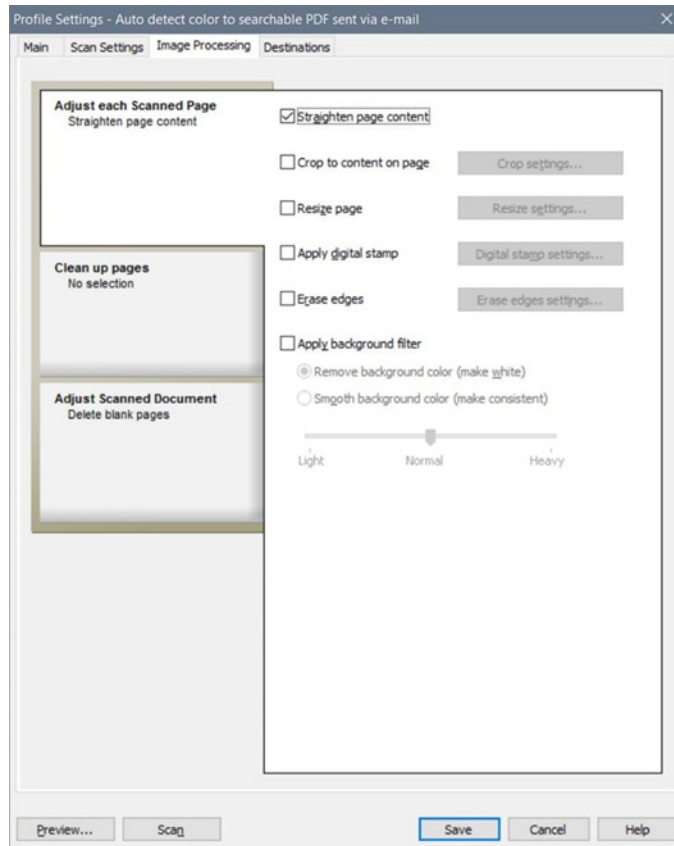 Profile Settings - Auto detect color to searchable PDF sent via e-mail
Main Scan Settings Image Processing Destinations
Adjust each Scanned Page
Straighten page content
Clean up pages
No selection
Adjust Scanned Document
Delete blank pages
Straighten page content
Crop to content on page Crop settings...
Resize page Resize settings...
Apply digital stamp Digital stamp settings...
Erase edges Erase edges settings...
Apply background filter
Remove background color (make white)
Smooth background color (make consistent)
Light Normal Heavy
Preview... Scan Save Cancel Help